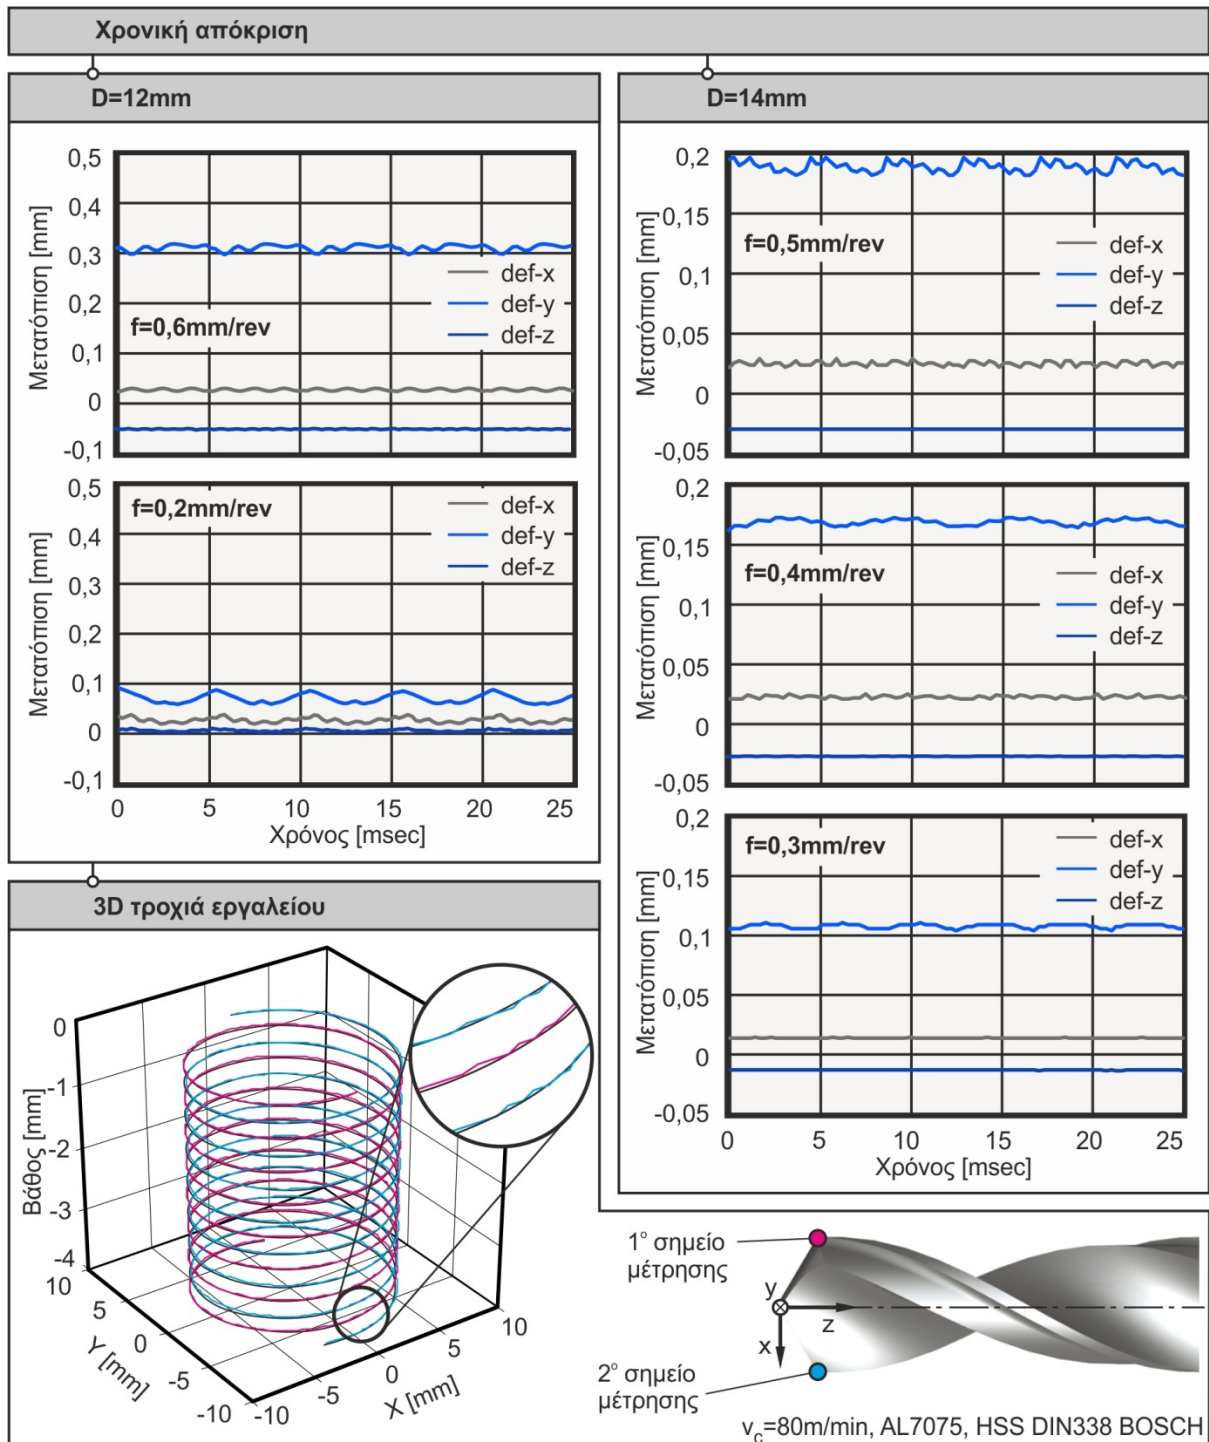 Χρονική απόκριση
D=12mm
Μετατόπιση [mm]
0,5
0,4
0,3
0,2
0,1
0
-0,1
f=0,6mm/rev
def-x
def-y
def-z
Μετατόπιση [mm]
0,5
0,4
0,3
0,2
0,1
0
-0,1
f=0,2mm/rev
def-x
def-y
def-z
0 5 10 15 20 25
Χρόνος [msec]
D=14mm
Μετατόπιση [mm]
0,2
0,15
0,1
0,05
0
-0,05
f=0,5mm/rev
def-x
def-y
def-z
Μετατόπιση [mm]
0,2
0,15
0,1
0,05
0
-0,05
f=0,4mm/rev
def-x
def-y
def-z
Μετατόπιση [mm]
0,2
0,15
0,1
0,05
0
-0,05
f=0,3mm/rev
def-x
def-y
def-z
0 5 10 15 20 25
Χρόνος [msec]
3D τροχιά εργαλείου
Βάθος [mm]
0
-1
-2
-3
-4
10
5
0
-5
-10
Y [mm]
-10
-5
0
5
10
X [mm]
1° σημείο
μέτρησης
y
z
x
2° σημείο
μέτρησης
v_c=80m/min, AL7075, HSS DIN338 BOSCH